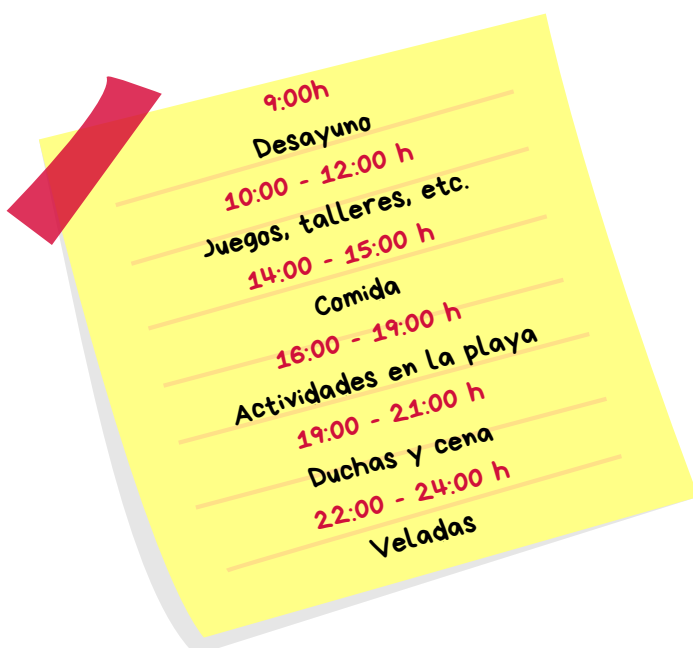 9:00h
Desayuno
10:00 - 12:00 h
Juegos, talleres, etc.
14:00 - 15:00 h
Comida
16:00 - 19:00 h
Actividades en la playa
19:00 - 21:00 h
Duchas y cena
22:00 - 24:00 h
Veladas